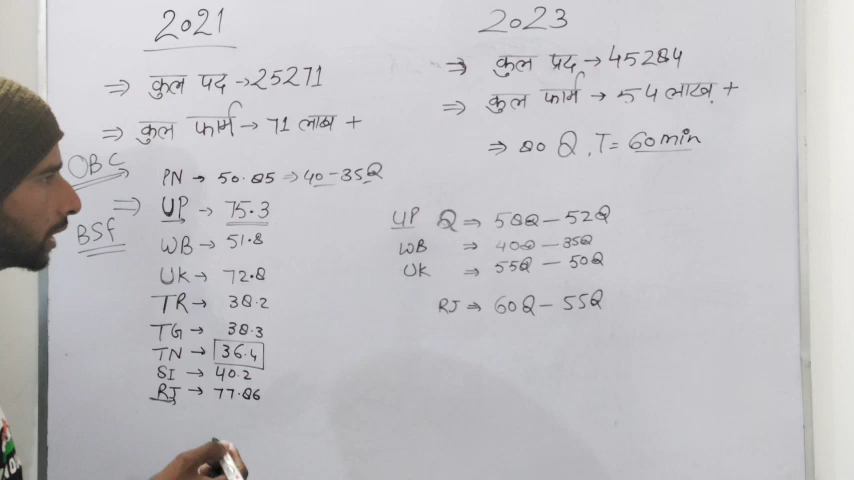 2021
⇒ कुल पद → 25271
⇒ कुल फार्म → 71 लाख +
OBC
BSF
PN → 50.85 ⇒ 40-35Q
⇒ UP → 75.3
WB → 51.8
UK → 72.8
TR → 38.2
TG → 38.3
TN → 36.4
SI → 40.2
RJ → 77.86
2023
⇒ कुल पद → 45284
⇒ कुल फार्म → 54 लाख +
⇒ 80 Q, T = 60 min
UP Q ⇒ 58Q - 52Q
WB ⇒ 40Q - 35Q
UK ⇒ 55Q - 50Q
RJ ⇒ 60Q - 55Q